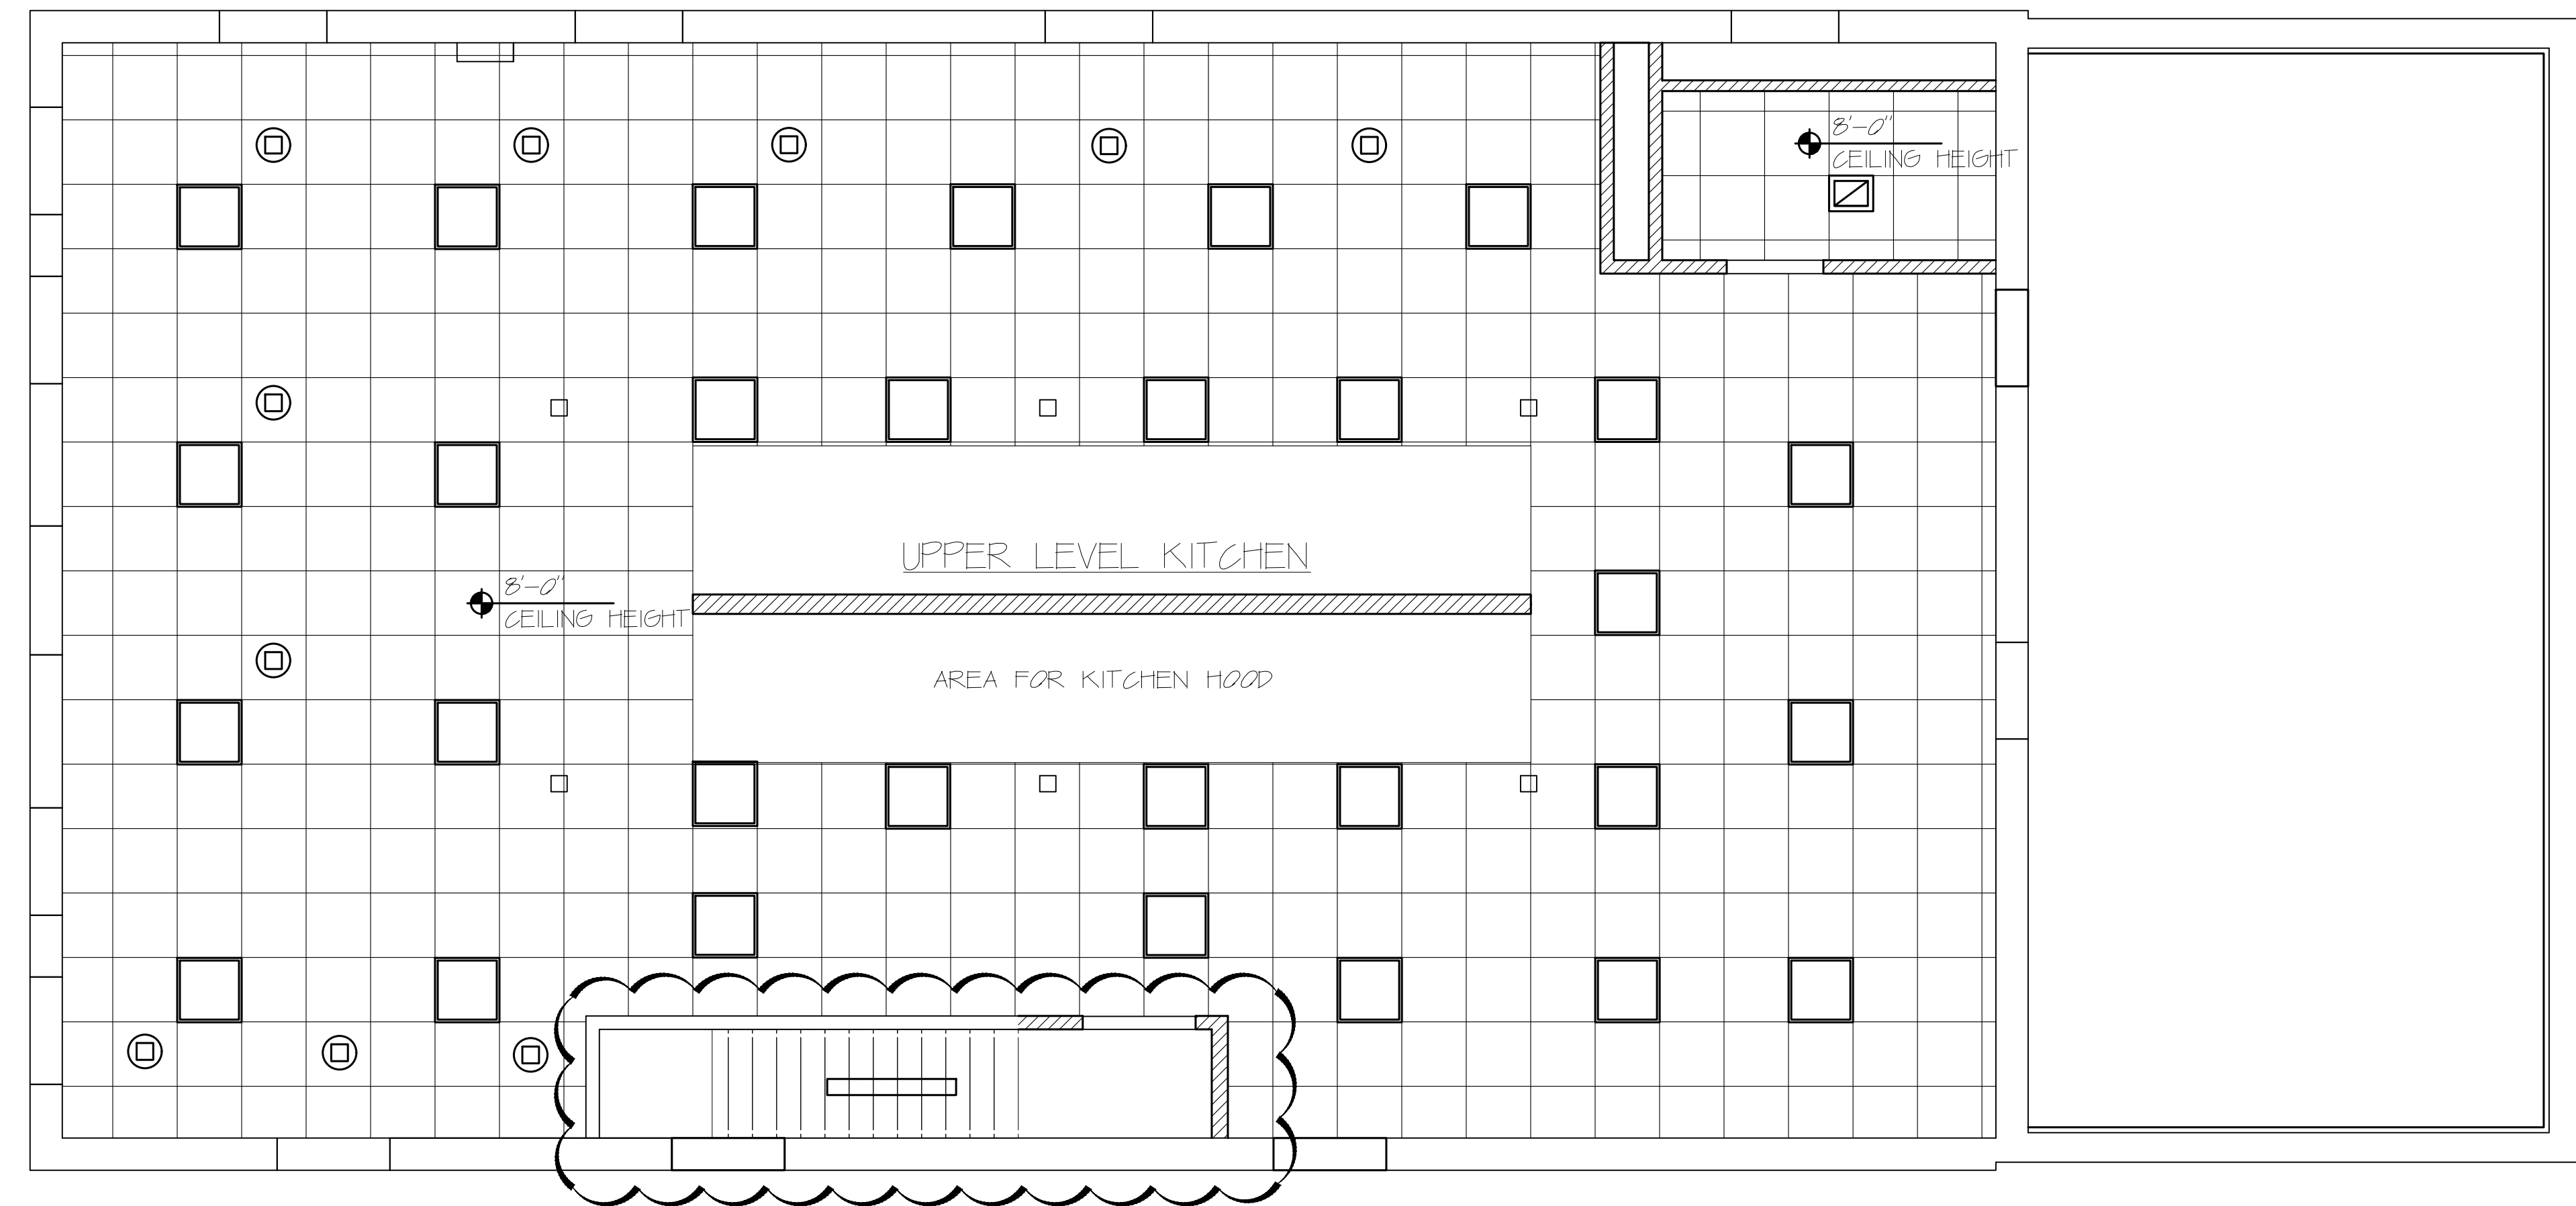 8'-0"
CEILING HEIGHT
UPPER LEVEL KITCHEN
8'-0"
CEILING HEIGHT
AREA FOR KITCHEN HOOD